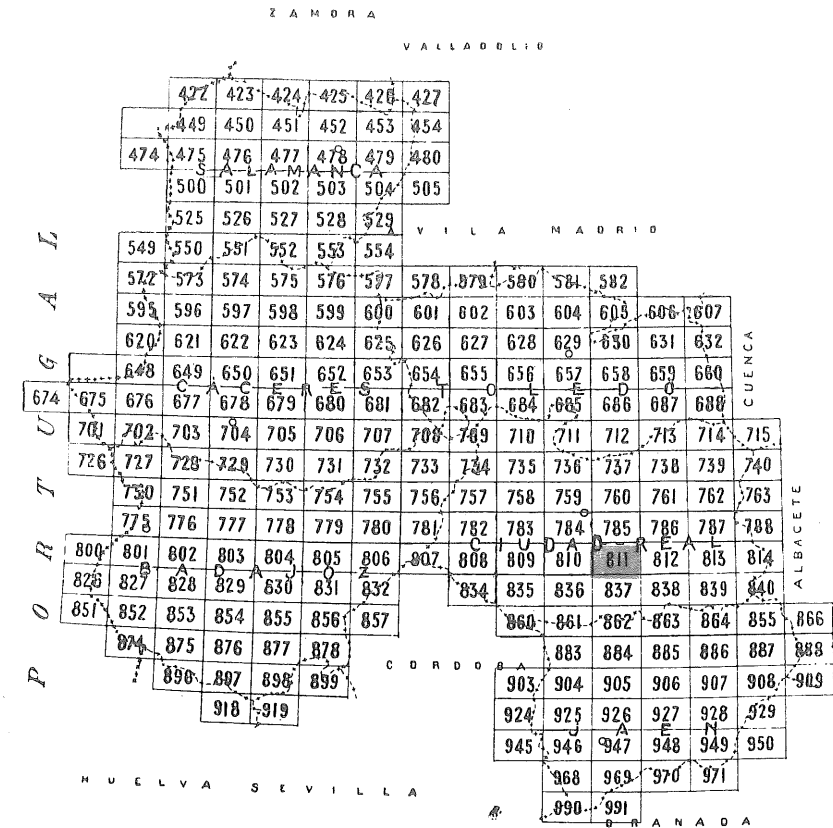 ZAMORA
VALLADOLID
422 423 424 425 426 427
449 450 451 452 453 454
474 475 476 477 478 479 480
SALAMANCA
500 501 502 503 504 505
525 526 527 528 529
AVILA MADRID
549 550 551 552 553 554
572 573 574 575 576 577 578 579 580 581 582
595 596 597 598 599 600 601 602 603 604 605 606 607
620 621 622 623 624 625 626 627 628 629 630 631 632
648 649 650 651 652 653 654 655 656 657 658 659 660
CACERES TOLEDO
CUENCA
674 675 676 677 678 679 680 681 682 683 684 685 686 687 688
701 702 703 704 705 706 707 708 709 710 711 712 713 714 715
726 727 728 729 730 731 732 733 734 735 736 737 738 739 740
750 751 752 753 754 755 756 757 758 759 760 761 762 763
775 776 777 778 779 780 781 782 783 784 785 786 787 788
CIUDAD-REAL
ALBACETE
800 801 802 803 804 805 806 807 808 809 810 811 812 813 814
BADAJOZ
826 827 828 829 830 831 832 834 835 836 837 838 839 840
851 852 853 854 855 856 857 860 861 862 863 864 855 866
874 875 876 877 878 883 884 885 886 887 888
CORDOBA
898 897 898 899 903 904 905 906 907 908 909
918 919 924 925 926 927 928 929
JAEN
945 946 947 948 949 950
968 969 970 971
990 991
PORTUGAL
HUELVA SEVILLA
GRANADA